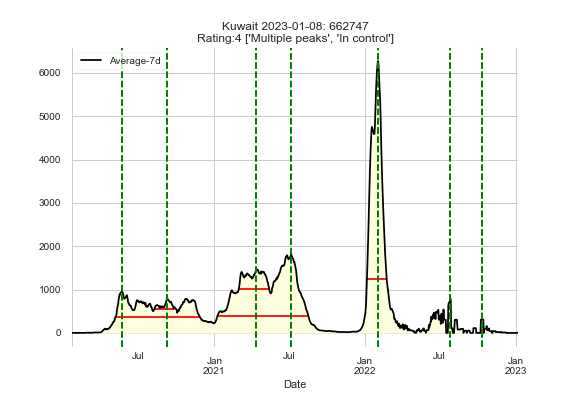 Kuwait 2023-01-08: 662747
Rating:4 ['Multiple peaks', 'In control']
Average-7d
6000
5000
4000
3000
2000
1000
0
Jul
Jan
2021
Jul
Jan
2022
Jul
Jan
2023
Date